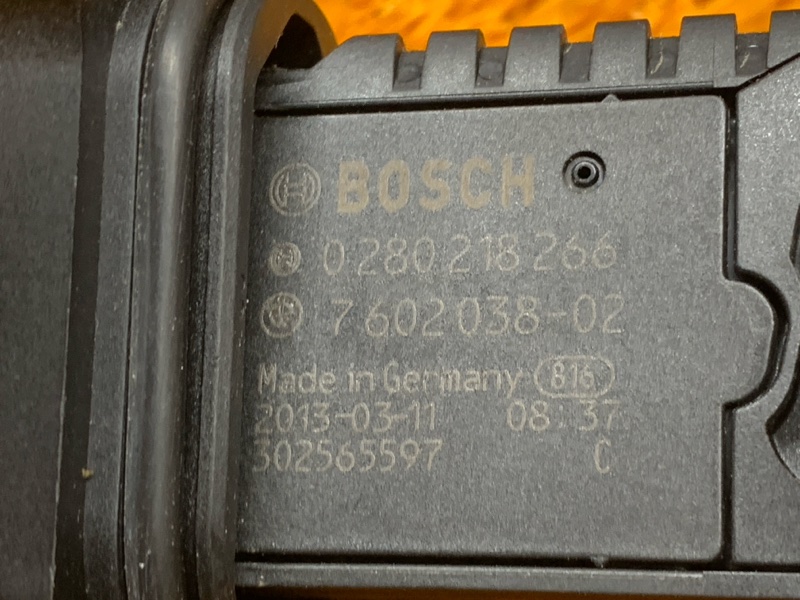 BOSCH
0 280 218 266
7 602 038-02
Made in Germany 816
2013-03-11 08:37
302565597 C